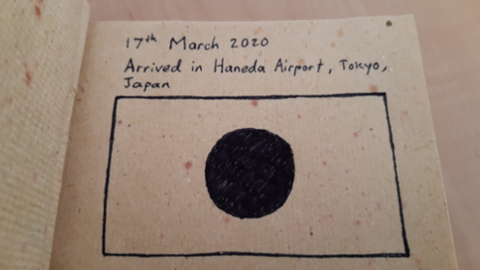 17th March 2020
Arrived in Haneda Airport, Tokyo,
Japan